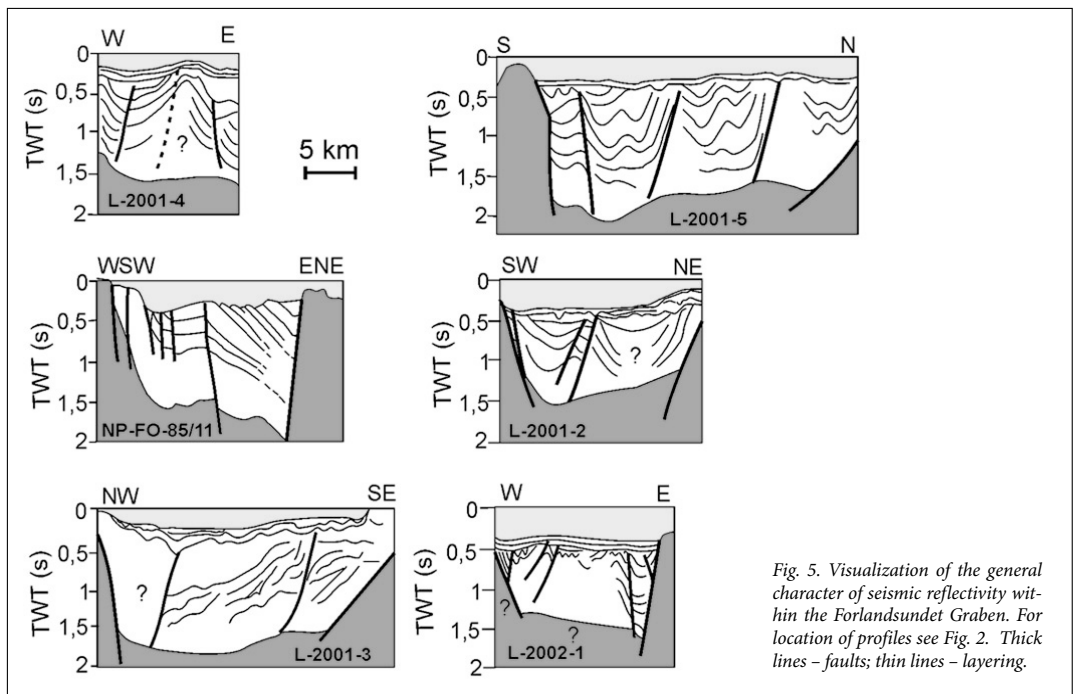 W E
0
0,5
1
1,5
2
TWT (s)
?
L-2001-4
5 km
S N
0
0,5
1
1,5
2
TWT (s)
L-2001-5
WSW ENE
0
0,5
1
1,5
2
TWT (s)
NP-FO-85/11
SW NE
0
0,5
1
1,5
2
TWT (s)
?
L-2001-2
NW SE
0
0,5
1
1,5
2
TWT (s)
?
L-2001-3
W E
0
0,5
1
1,5
2
TWT (s)
?
?
L-2002-1
Fig. 5. Visualization of the general
character of seismic reflectivity wit-
hin the Forlandsundet Graben. For
location of profiles see Fig. 2. Thick
lines – faults; thin lines – layering.